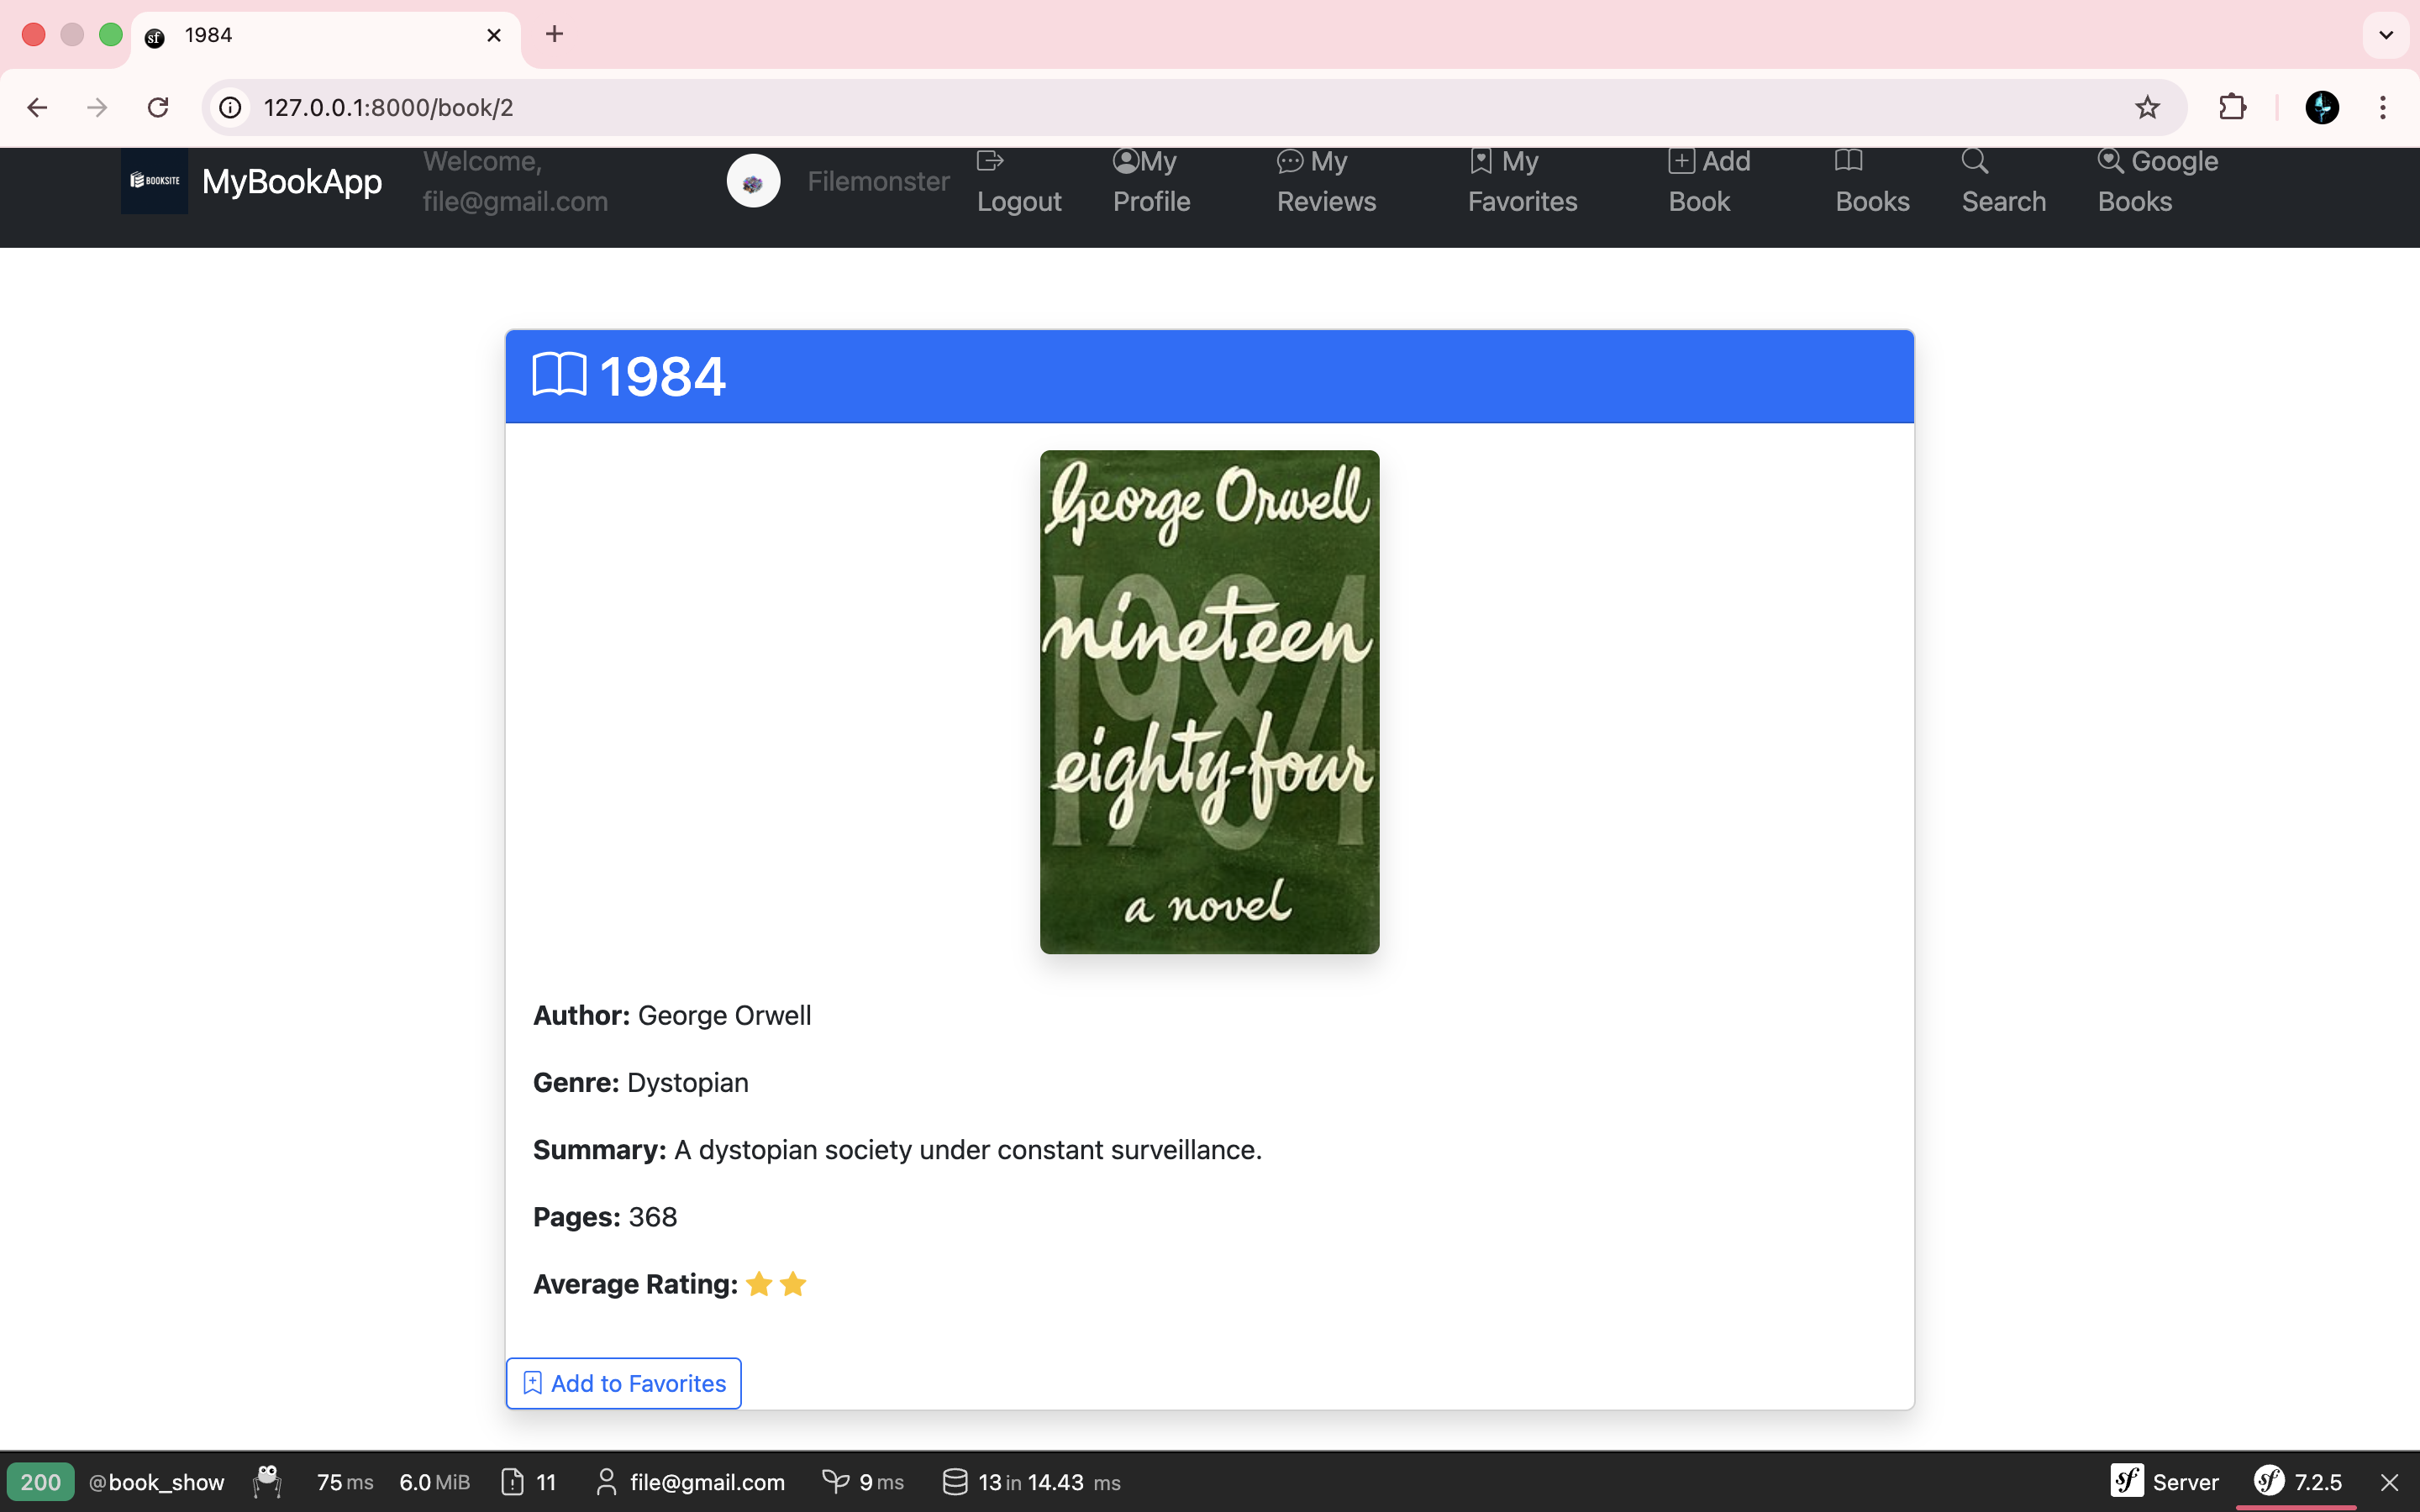 1984
127.0.0.1:8000/book/2
BOOKSITE
MyBookApp
Welcome,
file@gmail.com
Filemonster
Logout
My
Profile
My
Reviews
My
Favorites
Add
Book
Books
Search
Google
Books
1984
George Orwell
1984
nineteen
eighty-four
a novel
Author: George Orwell
Genre: Dystopian
Summary: A dystopian society under constant surveillance.
Pages: 368
Average Rating:
Add to Favorites
200 @book_show 75 ms 6.0 MiB 11 file@gmail.com 9 ms 13 in 14.43 ms sf Server sf 7.2.5